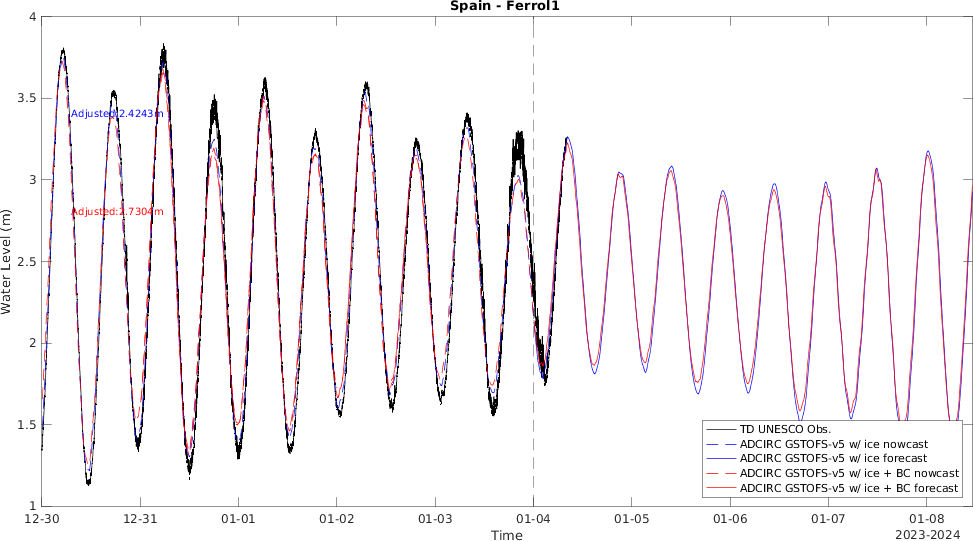 Spain - Ferrol1
4
3.5
3
2.5
2
1.5
1
Water Level (m)
Adjusted:2.4243m
Adjusted:2.7304m
12-30
12-31
01-01
01-02
01-03
01-04
01-05
01-06
01-07
01-08
Time
2023-2024
TD UNESCO Obs.
ADCIRC GSTOFS-v5 w/ ice nowcast
ADCIRC GSTOFS-v5 w/ ice forecast
ADCIRC GSTOFS-v5 w/ ice + BC nowcast
ADCIRC GSTOFS-v5 w/ ice + BC forecast